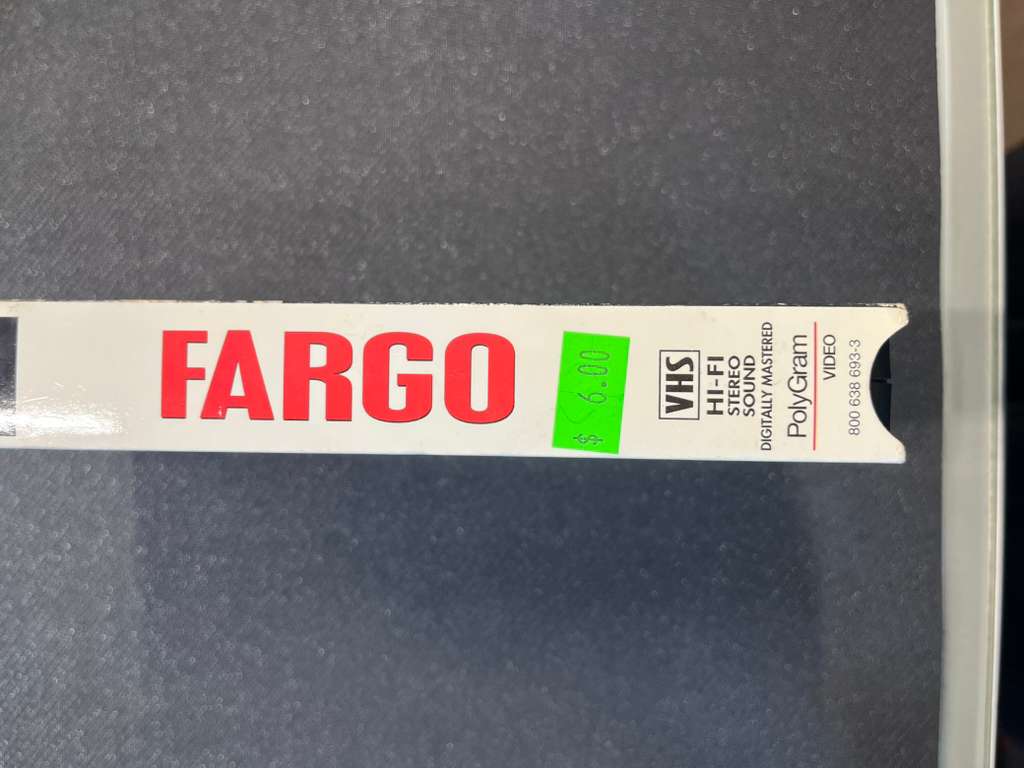 FARGO
$ 6.00
VHS
HI-FI
STEREO
SOUND
DIGITALLY MASTERED
PolyGram
VIDEO
800 638 693-3